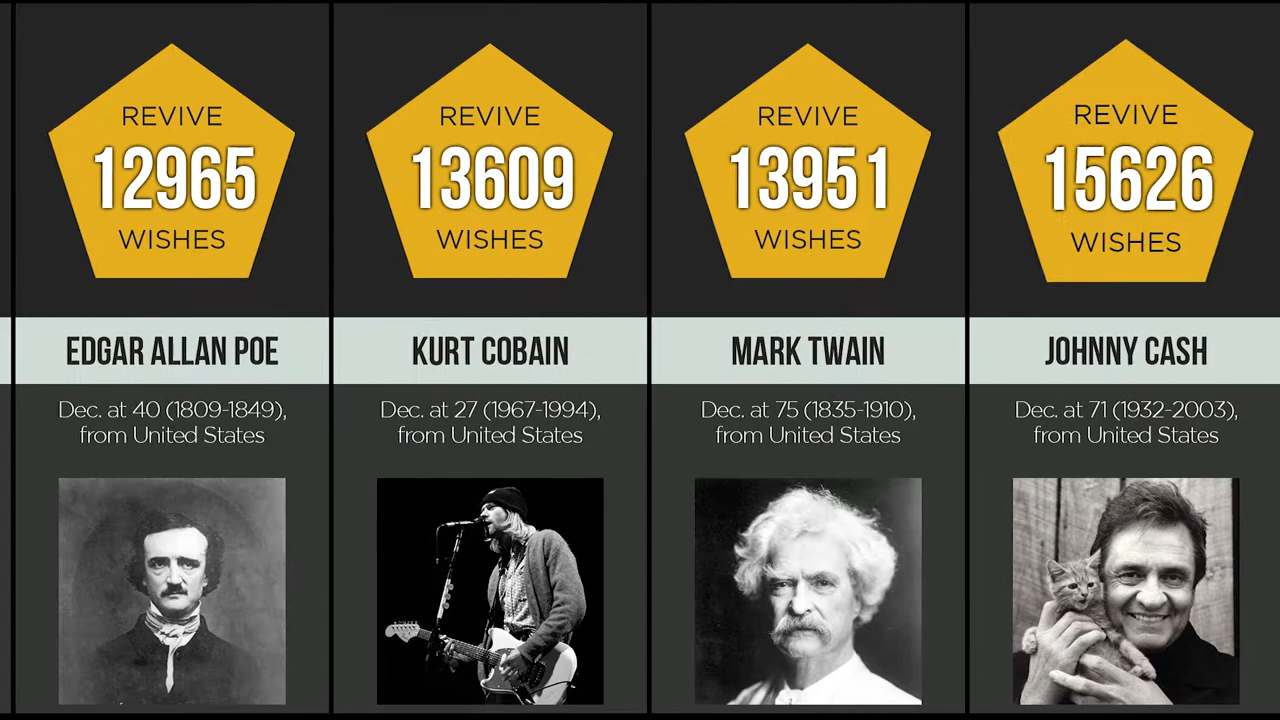 REVIVE
12965
WISHES
EDGAR ALLAN POE
Dec. at 40 (1809-1849),
from United States
REVIVE
13609
WISHES
KURT COBAIN
Dec. at 27 (1967-1994),
from United States
REVIVE
13951
WISHES
MARK TWAIN
Dec. at 75 (1835-1910),
from United States
REVIVE
15626
WISHES
JOHNNY CASH
Dec. at 71 (1932-2003),
from United States